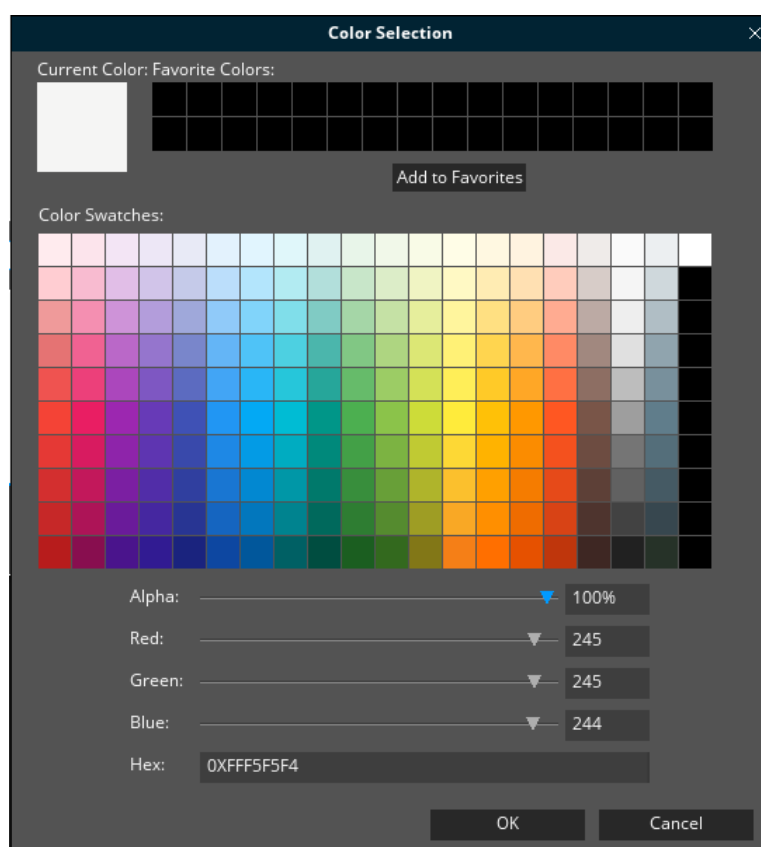 Color Selection
Current Color: Favorite Colors:
Add to Favorites
Color Swatches:
Alpha: 100%
Red: 245
Green: 245
Blue: 244
Hex: 0XFFF5F5F4
OK Cancel